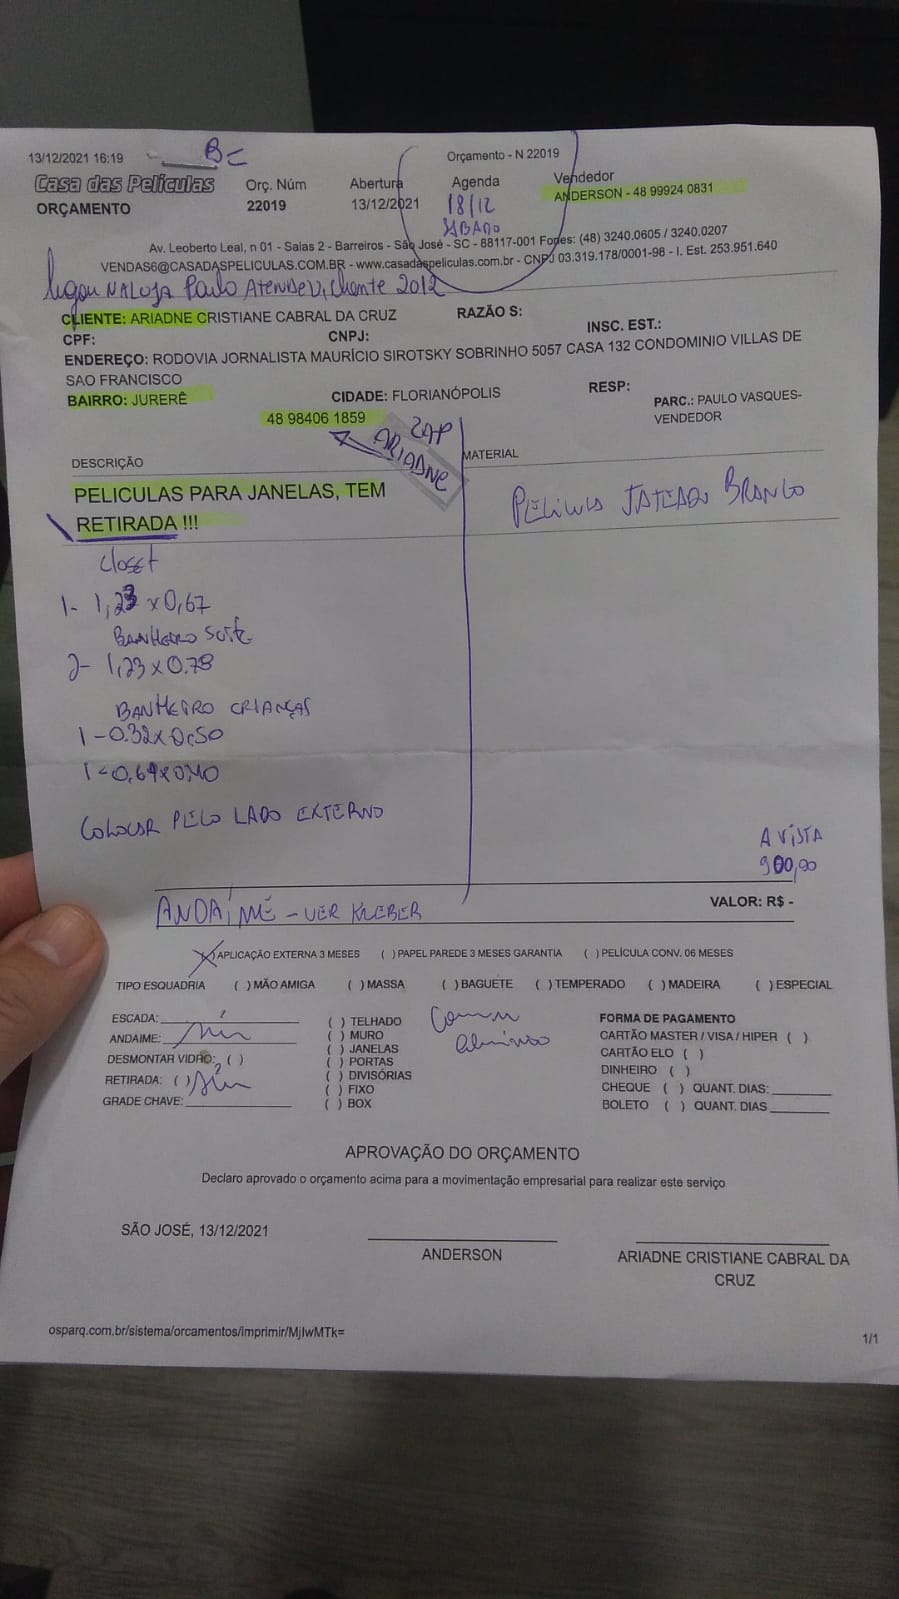 13/12/2021 16:19
BC
Orçamento - N 22019
Casa das Películas
Orç. Núm
Abertura
Agenda
Vendedor
ORÇAMENTO
22019
13/12/2021
18/12
ANDERSON - 48 99924 0831
SABADO
Av. Leoberto Leal, n 01 - Salas 2 - Barreiros - São José - SC - 88117-001 Fones: (48) 3240.0605 / 3240.0207
VENDAS6@CASADASPELICULAS.COM.BR - www.casadaspeliculas.com.br - CNPJ 03.319.178/0001-98 - I. Est. 253.951.640
ligou NA LOJA Paulo Atendeu, cliente 2012
CLIENTE: ARIADNE CRISTIANE CABRAL DA CRUZ
RAZÃO S:
CPF:
CNPJ:
INSC. EST.:
ENDEREÇO: RODOVIA JORNALISTA MAURÍCIO SIROTSKY SOBRINHO 5057 CASA 132 CONDOMINIO VILLAS DE
SAO FRANCISCO
BAIRRO: JURERÊ
CIDADE: FLORIANÓPOLIS
RESP:
PARC.: PAULO VASQUES-
VENDEDOR
48 98406 1859
ZAP
ARIADNE
DESCRIÇÃO
MATERIAL
PELICULAS PARA JANELAS, TEM
RETIRADA !!!
PELICULA JATEADO BRANCO
Closet
1- 1,23 x 0,67
BANHEIRO SUITE
2- 1,23 x 0.78
BANHEIRO CRIANÇAS
1 - 0.32 x 0,50
1 - 0,64 x 0,40
COLOCAR PELO LADO EXTERNO
A VISTA
900,00
VALOR: R$ -
ANDAIME - VER KLEBER
(X) APLICAÇÃO EXTERNA 3 MESES ( ) PAPEL PAREDE 3 MESES GARANTIA ( ) PELÍCULA CONV. 06 MESES
TIPO ESQUADRIA ( ) MÃO AMIGA ( ) MASSA ( ) BAGUETE ( ) TEMPERADO ( ) MADEIRA ( ) ESPECIAL
Comum
aluminio
ESCADA:
ANDAIME: Sim
DESMONTAR VIDRO: ( )
RETIRADA: ( ) Sim
GRADE CHAVE:
( ) TELHADO
( ) MURO
( ) JANELAS
( ) PORTAS
( ) DIVISÓRIAS
( ) FIXO
( ) BOX
FORMA DE PAGAMENTO
CARTÃO MASTER / VISA / HIPER ( )
CARTÃO ELO ( )
DINHEIRO ( )
CHEQUE ( ) QUANT. DIAS:
BOLETO ( ) QUANT. DIAS
APROVAÇÃO DO ORÇAMENTO
Declaro aprovado o orçamento acima para a movimentação empresarial para realizar este serviço
SÃO JOSÉ, 13/12/2021
ANDERSON
ARIADNE CRISTIANE CABRAL DA
CRUZ
osparq.com.br/sistema/orcamentos/imprimir/MjIwMTk=
1/1